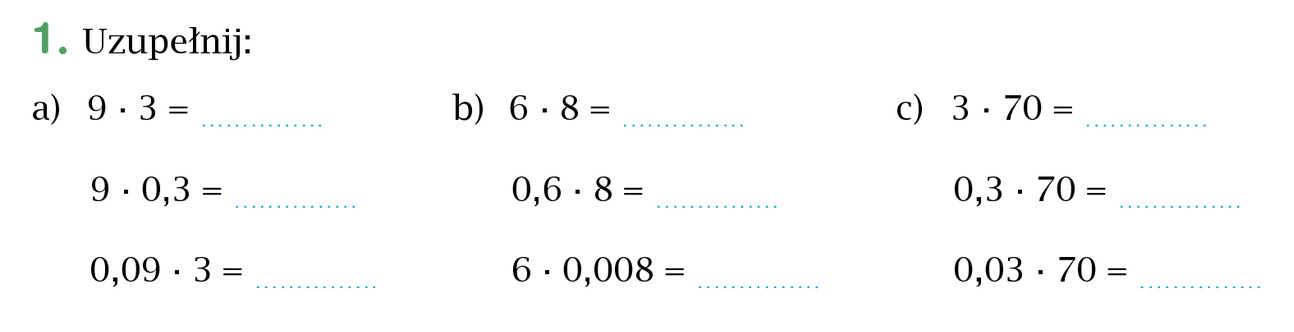 1. Uzupełnij:
a) 9 · 3 = ............... b) 6 · 8 = ............... c) 3 · 70 = ...............
9 · 0,3 = ............... 0,6 · 8 = ............... 0,3 · 70 = ...............
0,09 · 3 = ............... 6 · 0,008 = ............... 0,03 · 70 = ...............